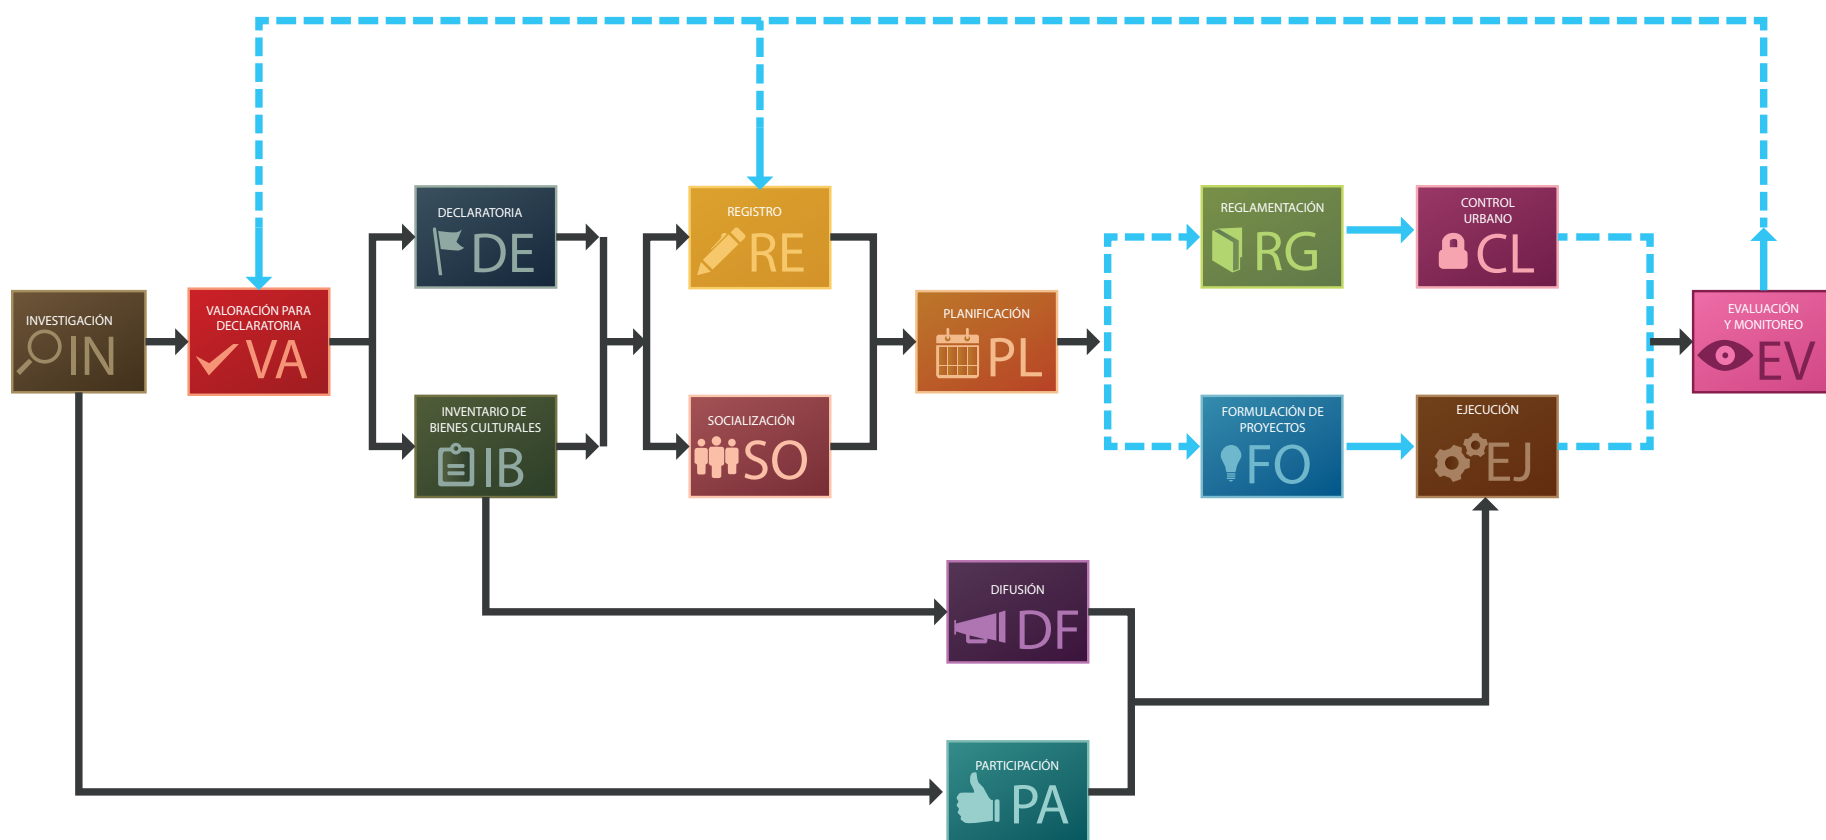 INVESTIGACIÓN
IN
VALORACIÓN PARA
DECLARATORIA
VA
DECLARATORIA
DE
INVENTARIO DE
BIENES CULTURALES
IB
REGISTRO
RE
SOCIALIZACIÓN
SO
PLANIFICACIÓN
PL
REGLAMENTACIÓN
RG
CONTROL
URBANO
CL
FORMULACIÓN DE
PROYECTOS
FO
EJECUCIÓN
EJ
EVALUACIÓN
Y MONITOREO
EV
DIFUSIÓN
DF
PARTICIPACIÓN
PA